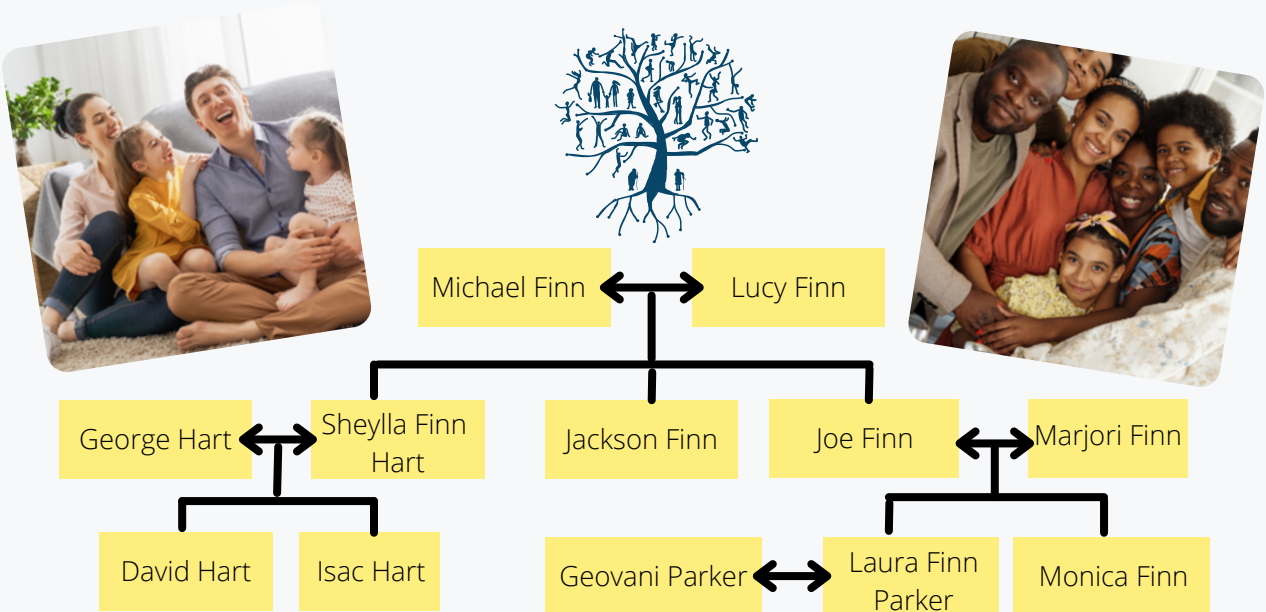 Michael Finn
Lucy Finn
George Hart
Sheylla Finn
Hart
Jackson Finn
Joe Finn
Marjori Finn
David Hart
Isac Hart
Geovani Parker
Laura Finn
Parker
Monica Finn